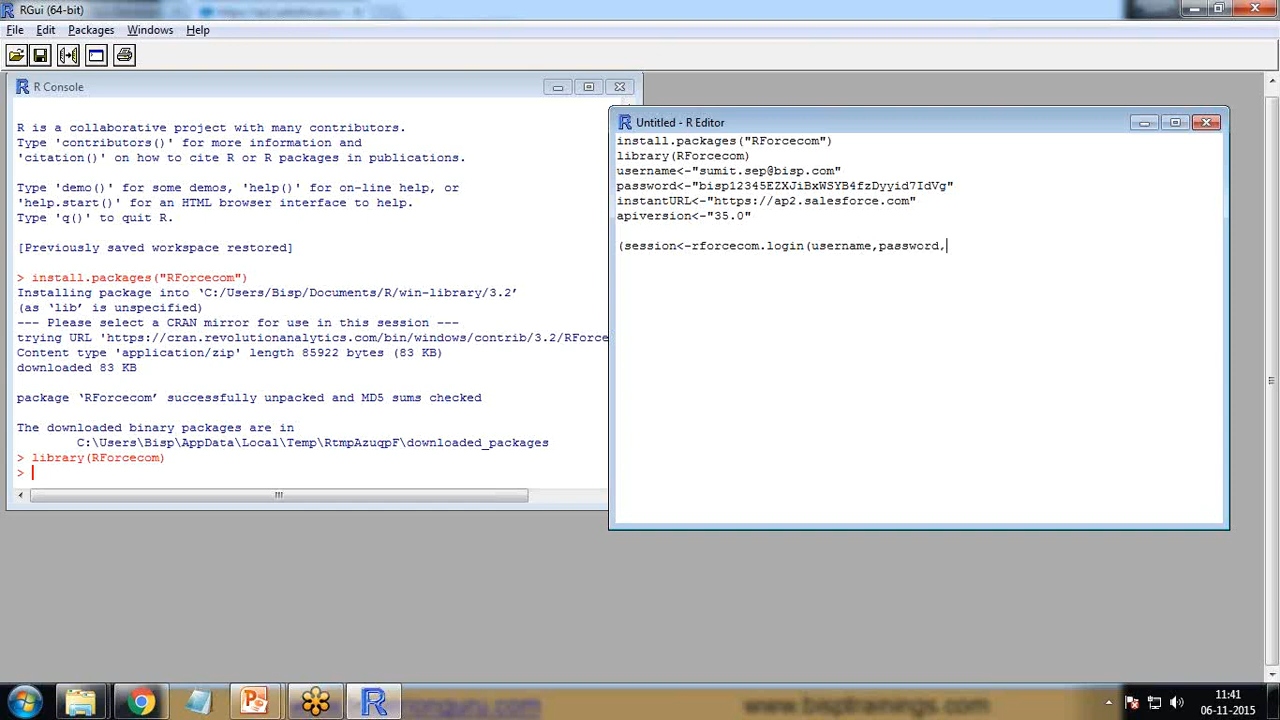 RGui (64-bit)
File Edit Packages Windows Help
R Console
R is a collaborative project with many contributors.
Type 'contributors()' for more information and
'citation()' on how to cite R or R packages in publications.
Type 'demo()' for some demos, 'help()' for on-line help, or
'help.start()' for an HTML browser interface to help.
Type 'q()' to quit R.
[Previously saved workspace restored]
> install.packages("RForcecom")
Installing package into ‘C:/Users/Bisp/Documents/R/win-library/3.2’
(as ‘lib’ is unspecified)
--- Please select a CRAN mirror for use in this session ---
trying URL 'https://cran.revolutionanalytics.com/bin/windows/contrib/3.2/RForce
Content type 'application/zip' length 85922 bytes (83 KB)
downloaded 83 KB
package ‘RForcecom’ successfully unpacked and MD5 sums checked
The downloaded binary packages are in
C:\Users\Bisp\AppData\Local\Temp\RtmpAzuqpF\downloaded_packages
> library(RForcecom)
>
Untitled - R Editor
install.packages("RForcecom")
library(RForcecom)
username<-"sumit.sep@bisp.com"
password<-"bisp12345EZXJiBxWSYB4fzDyyid7IdVg"
instantURL<-"https://ap2.salesforce.com"
apiversion<-"35.0"
(session<-rforcecom.login(username,password,
11:41
06-11-2015